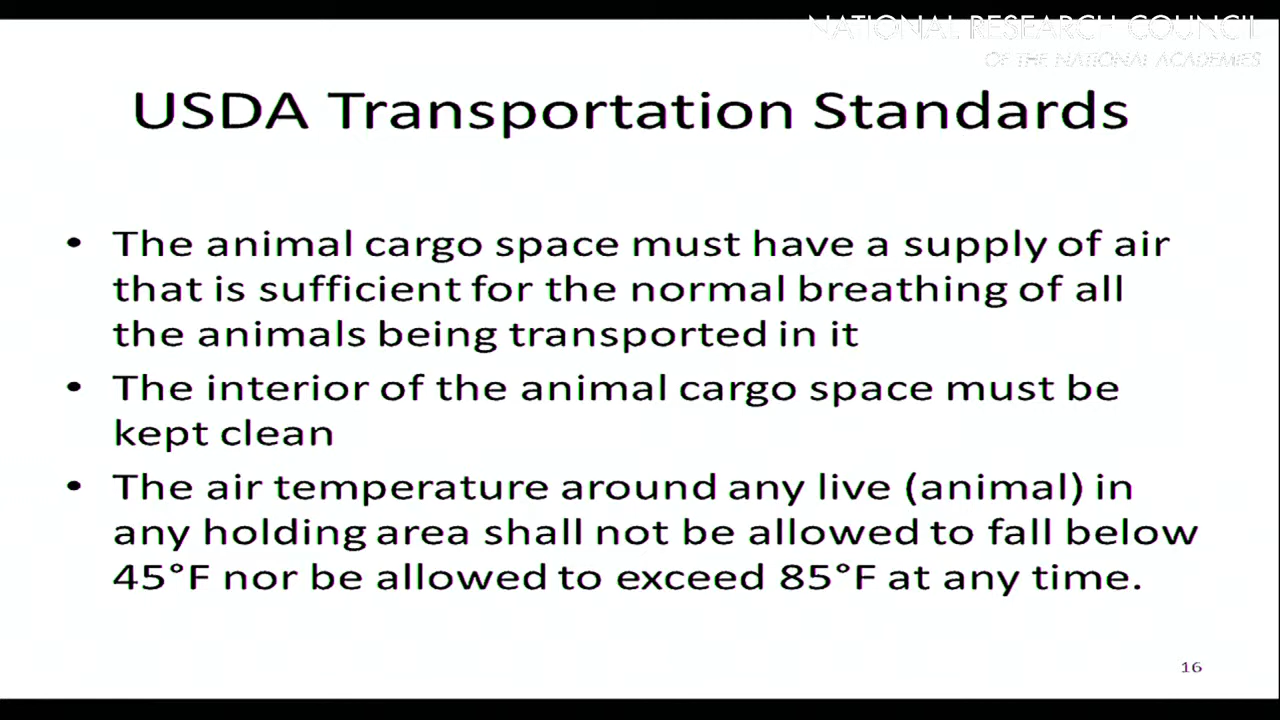 NATIONAL RESEARCH COUNCIL
OF THE NATIONAL ACADEMIES
USDA Transportation Standards
• The animal cargo space must have a supply of air
that is sufficient for the normal breathing of all
the animals being transported in it
• The interior of the animal cargo space must be
kept clean
• The air temperature around any live (animal) in
any holding area shall not be allowed to fall below
45°F nor be allowed to exceed 85°F at any time.
16